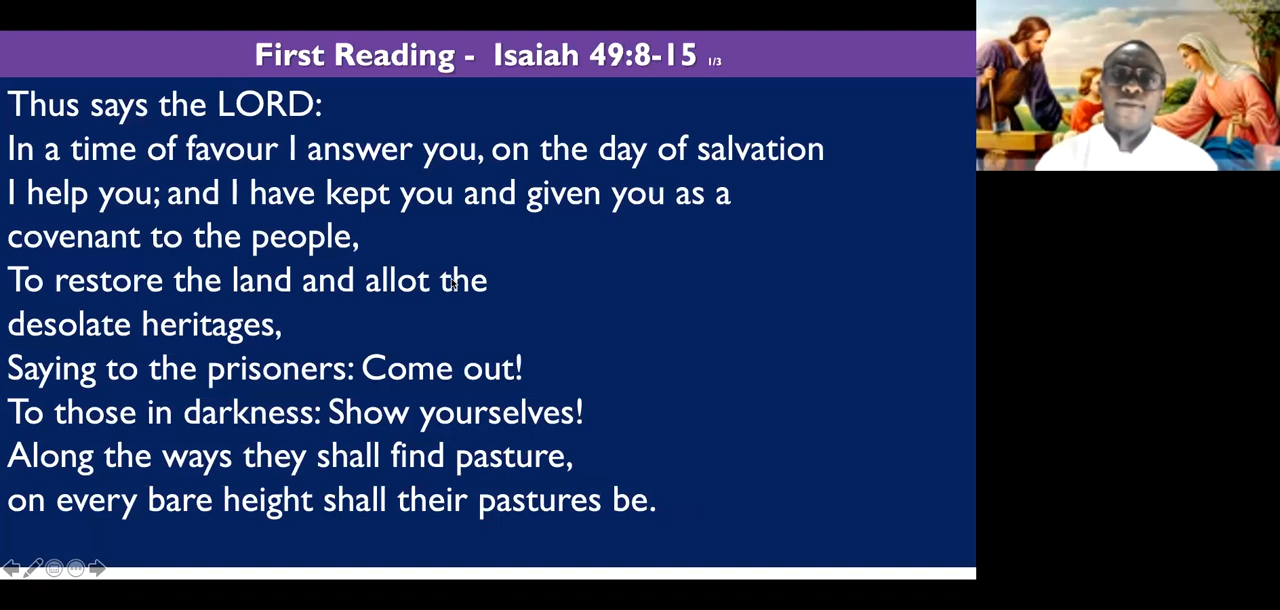 First Reading - Isaiah 49:8-15 1/3
Thus says the LORD:
In a time of favour I answer you, on the day of salvation
I help you; and I have kept you and given you as a
covenant to the people,
To restore the land and allot the
desolate heritages,
Saying to the prisoners: Come out!
To those in darkness: Show yourselves!
Along the ways they shall find pasture,
on every bare height shall their pastures be.